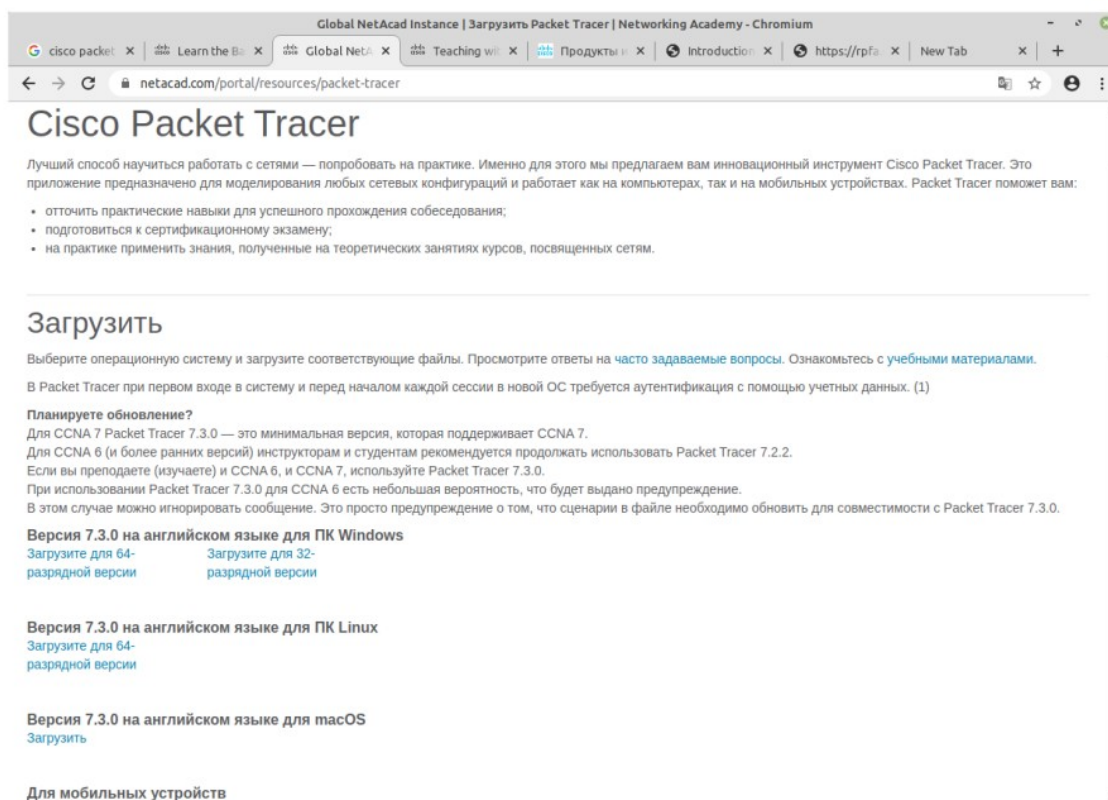 Global NetAcad Instance | Загрузить Packet Tracer | Networking Academy - Chromium
cisco packet Learn the Ba Global NetA Teaching wit Продукты и Introduction https://rpfa. New Tab
netacad.com/portal/resources/packet-tracer
Cisco Packet Tracer
Лучший способ научиться работать с сетями — попробовать на практике. Именно для этого мы предлагаем вам инновационный инструмент Cisco Packet Tracer. Это
приложение предназначено для моделирования любых сетевых конфигураций и работает как на компьютерах, так и на мобильных устройствах. Packet Tracer поможет вам:
• отточить практические навыки для успешного прохождения собеседования;
• подготовиться к сертификационному экзамену;
• на практике применить знания, полученные на теоретических занятиях курсов, посвященных сетям.
Загрузить
Выберите операционную систему и загрузите соответствующие файлы. Просмотрите ответы на часто задаваемые вопросы. Ознакомьтесь с учебными материалами.
В Packet Tracer при первом входе в систему и перед началом каждой сессии в новой ОС требуется аутентификация с помощью учетных данных. (1)
Планируете обновление?
Для CCNA 7 Packet Tracer 7.3.0 — это минимальная версия, которая поддерживает CCNA 7.
Для CCNA 6 (и более ранних версий) инструкторам и студентам рекомендуется продолжать использовать Packet Tracer 7.2.2.
Если вы преподаете (изучаете) и CCNA 6, и CCNA 7, используйте Packet Tracer 7.3.0.
При использовании Packet Tracer 7.3.0 для CCNA 6 есть небольшая вероятность, что будет выдано предупреждение.
В этом случае можно игнорировать сообщение. Это просто предупреждение о том, что сценарии в файле необходимо обновить для совместимости с Packet Tracer 7.3.0.
Версия 7.3.0 на английском языке для ПК Windows
Загрузите для 64- Загрузите для 32-
разрядной версии разрядной версии
Версия 7.3.0 на английском языке для ПК Linux
Загрузите для 64-
разрядной версии
Версия 7.3.0 на английском языке для macOS
Загрузить
Для мобильных устройств